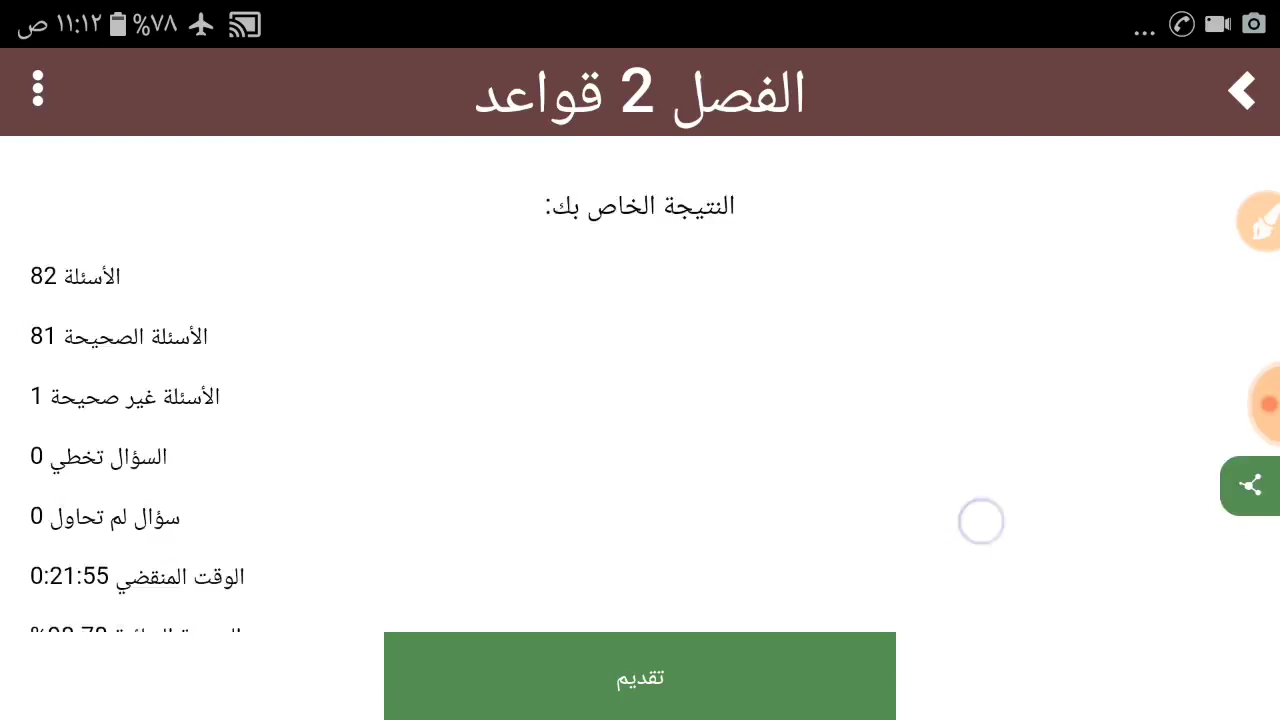 %٧٨ ١١:١٢ ص
الفصل 2 قواعد
النتيجة الخاص بك:
الأسئلة 82
الأسئلة الصحيحة 81
الأسئلة غير صحيحة 1
السؤال تخطي 0
سؤال لم تحاول 0
الوقت المنقضي 0:21:55
تقديم